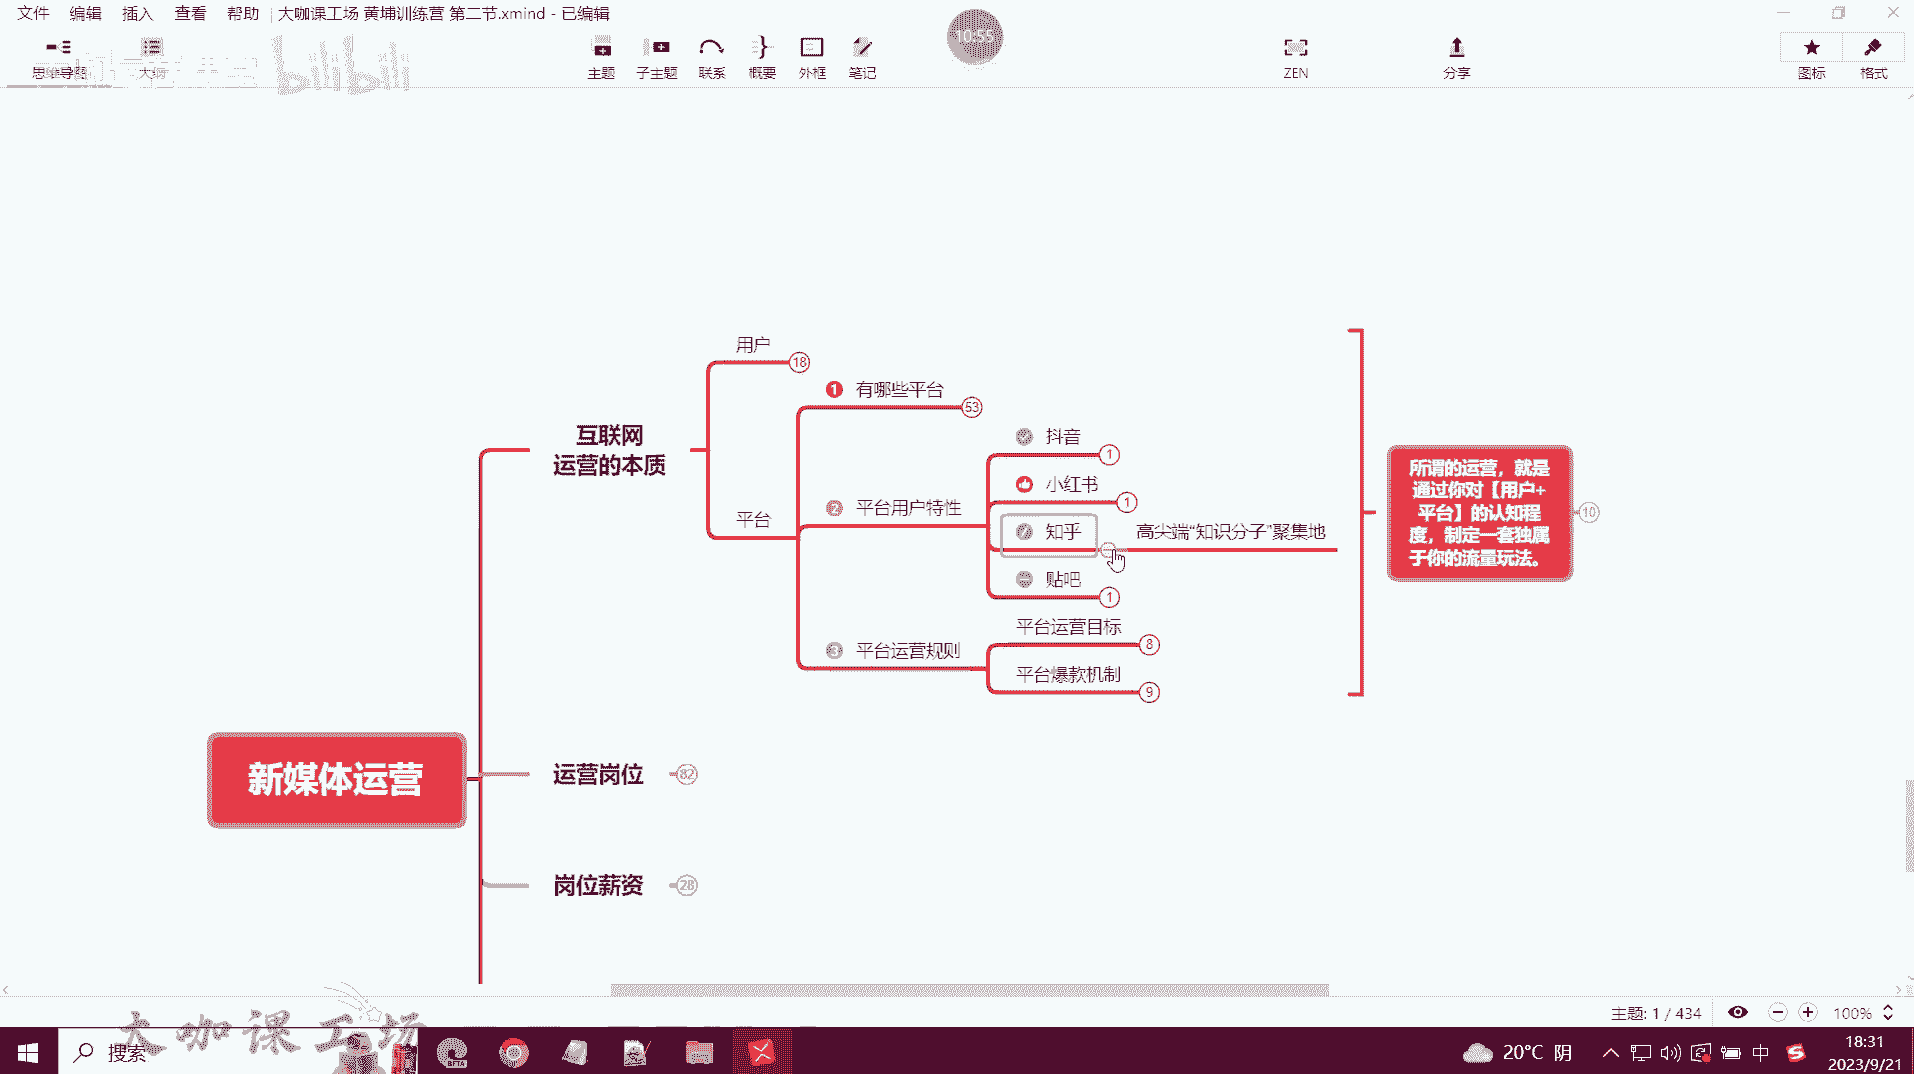 文件 编辑 插入 查看 帮助 大咖课工场 黄埔训练营 第二节.xmind - 已编辑
10:55
思维导图 大纲 主题 子主题 联系 概要 外框 笔记 ZEN 分享 图标 格式
bilibili
用户 18
1 有哪些平台 53
互联网
运营的本质
抖音 1
小红书 1
平台
2 平台用户特性
知乎 高尖端“知识分子”聚集地
贴吧 1
所谓的运营，就是
通过你对【用户+
平台】的认知程
度，制定一套独属
于你的流量玩法。
10
平台运营目标 8
3 平台运营规则
平台爆款机制 9
新媒体运营
运营岗位 82
岗位薪资 28
主题: 1 / 434 100%
大咖课工场
搜索
BETA
20°C 阴
中
18:31
2023/9/21